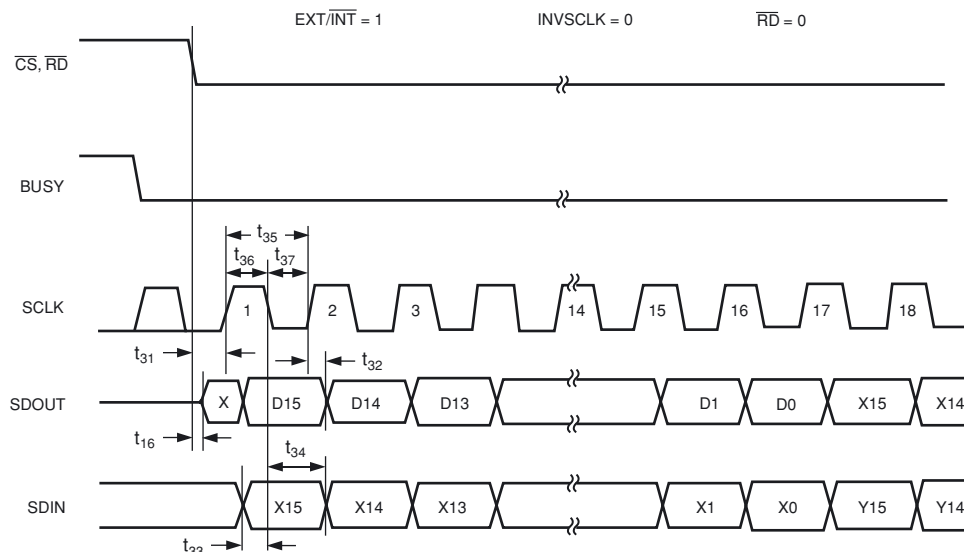 EXT/INT = 1 INVSCLK = 0 RD = 0
CS, RD
BUSY
t35
t36 t37
SCLK 1 2 3 14 15 16 17 18
t31 t32
SDOUT X D15 D14 D13 D1 D0 X15 X14
t16
t34
SDIN X15 X14 X13 X1 X0 Y15 Y14
t33